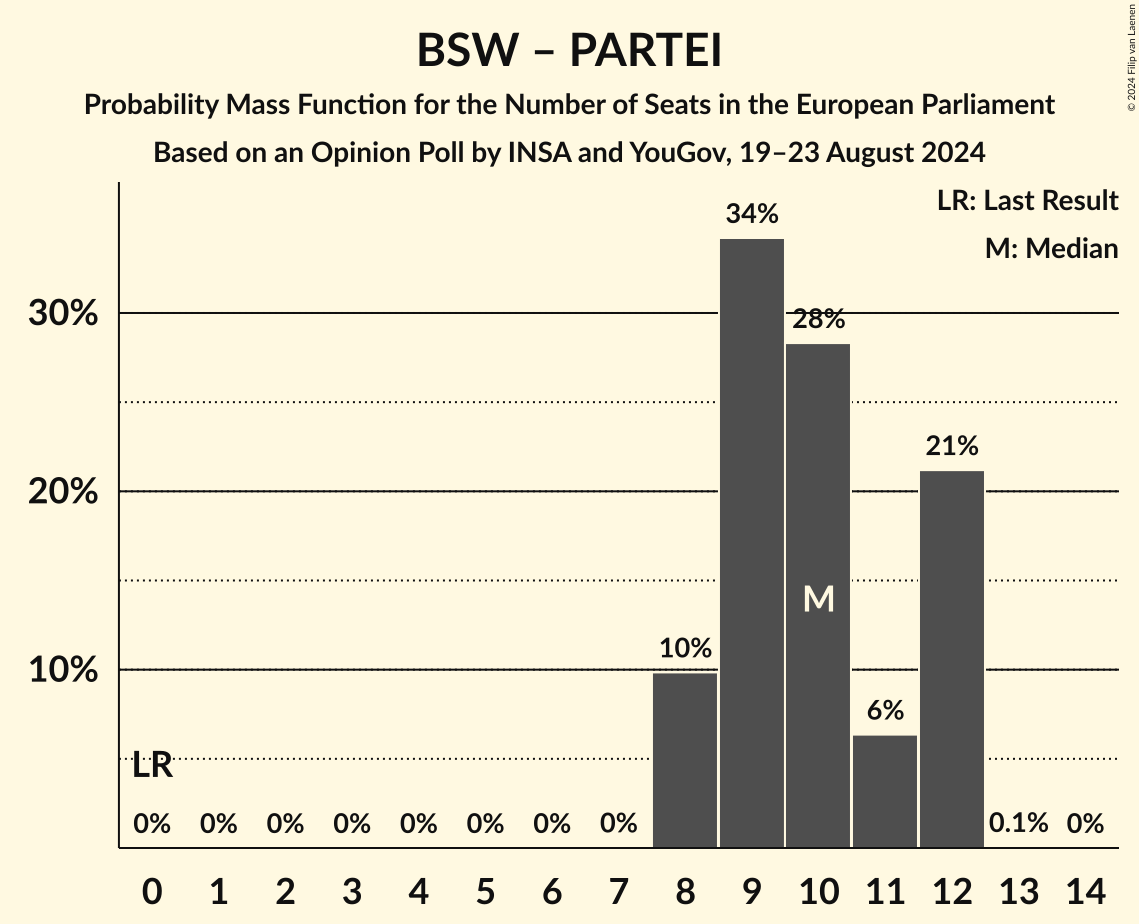 BSW – PARTEI
Probability Mass Function for the Number of Seats in the European Parliament
Based on an Opinion Poll by INSA and YouGov, 19–23 August 2024
© 2024 Filip van Laenen
LR: Last Result
M: Median
34%
30%
28%
21%
20%
M
10%
10%
6%
LR
0% 0% 0% 0% 0% 0% 0% 0% 0.1% 0%
0 1 2 3 4 5 6 7 8 9 10 11 12 13 14